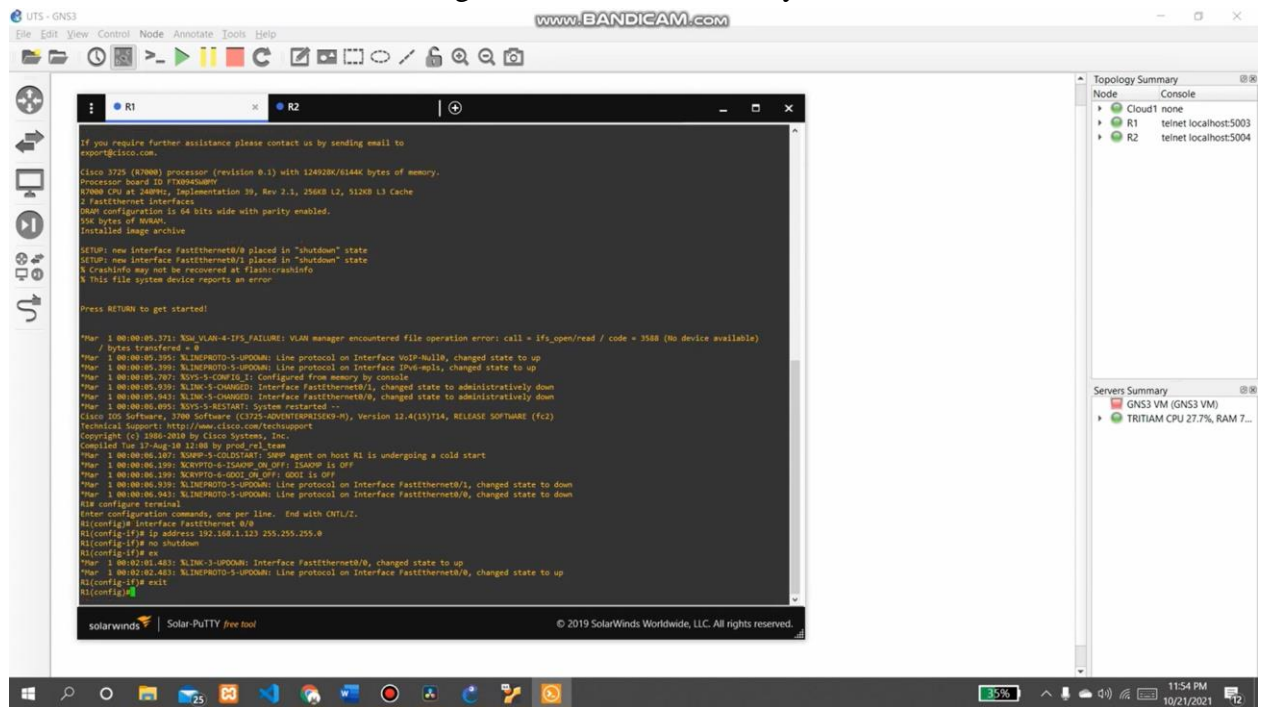 UTS - GNS3
www.BANDICAM.com
File Edit View Control Node Annotate Tools Help
R1 × R2
If you require further assistance please contact us by sending email to
export@cisco.com.
Cisco 3725 (R7000) processor (revision 0.1) with 124928K/6144K bytes of memory.
Processor board ID FTX0945W0MY
R7000 CPU at 240MHz, Implementation 39, Rev 2.1, 256KB L2, 512KB L3 Cache
2 FastEthernet interfaces
DRAM configuration is 64 bits wide with parity enabled.
55K bytes of NVRAM.
Installed image archive
SETUP: new interface FastEthernet0/0 placed in "shutdown" state
SETUP: new interface FastEthernet0/1 placed in "shutdown" state
% Crashinfo may not be recovered at flash:crashinfo
% This file system device reports an error
Press RETURN to get started!
*Mar 1 00:00:05.371: %SW_VLAN-4-IFS_FAILURE: VLAN manager encountered file operation error: call = ifs_open/read / code = 3588 (No device available)
/ bytes transfered = 0
*Mar 1 00:00:05.395: %LINEPROTO-5-UPDOWN: Line protocol on Interface VoIP-Null0, changed state to up
*Mar 1 00:00:05.399: %LINEPROTO-5-UPDOWN: Line protocol on Interface IPv6-mpls, changed state to up
*Mar 1 00:00:05.707: %SYS-5-CONFIG_I: Configured from memory by console
*Mar 1 00:00:05.939: %LINK-5-CHANGED: Interface FastEthernet0/1, changed state to administratively down
*Mar 1 00:00:05.943: %LINK-5-CHANGED: Interface FastEthernet0/0, changed state to administratively down
*Mar 1 00:00:06.095: %SYS-5-RESTART: System restarted --
Cisco IOS Software, 3700 Software (C3725-ADVENTERPRISEK9-M), Version 12.4(15)T14, RELEASE SOFTWARE (fc2)
Technical Support: http://www.cisco.com/techsupport
Copyright (c) 1986-2010 by Cisco Systems, Inc.
Compiled Tue 17-Aug-10 12:08 by prod_rel_team
*Mar 1 00:00:06.107: %SNMP-5-COLDSTART: SNMP agent on host R1 is undergoing a cold start
*Mar 1 00:00:06.199: %CRYPTO-6-ISAKMP_ON_OFF: ISAKMP is OFF
*Mar 1 00:00:06.199: %CRYPTO-6-GDOI_ON_OFF: GDOI is OFF
*Mar 1 00:00:06.939: %LINEPROTO-5-UPDOWN: Line protocol on Interface FastEthernet0/1, changed state to down
*Mar 1 00:00:06.943: %LINEPROTO-5-UPDOWN: Line protocol on Interface FastEthernet0/0, changed state to down
R1# configure terminal
Enter configuration commands, one per line. End with CNTL/Z.
R1(config)# interface FastEthernet 0/0
R1(config-if)# ip address 192.168.1.123 255.255.255.0
R1(config-if)# no shutdown
R1(config-if)# ex
*Mar 1 00:02:01.483: %LINK-3-UPDOWN: Interface FastEthernet0/0, changed state to up
*Mar 1 00:02:02.483: %LINEPROTO-5-UPDOWN: Line protocol on Interface FastEthernet0/0, changed state to up
R1(config-if)# exit
R1(config)#
solarwinds | Solar-PuTTY free tool © 2019 SolarWinds Worldwide, LLC. All rights reserved.
Topology Summary
Node Console
Cloud1 none
R1 telnet localhost:5003
R2 telnet localhost:5004
Servers Summary
GNS3 VM (GNS3 VM)
TRITIAM CPU 27.7%, RAM 7...
25
35%
11:54 PM
10/21/2021
12